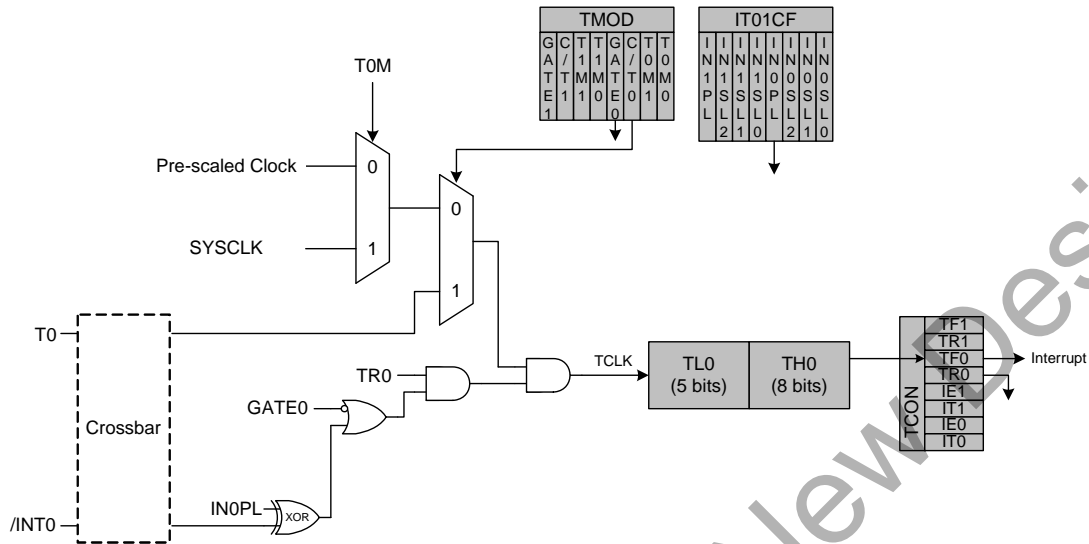 TMOD
GATE1
C/T1
T1M1
T1M0
GATE0
C/T0
T0M1
T0M0
IT01CF
IN1PL
IN1SL2
IN1SL1
IN1SL0
IN0PL
IN0SL2
IN0SL1
IN0SL0
T0M
Pre-scaled Clock
0
SYSCLK
1
0
1
T0
Crossbar
TR0
GATE0
IN0PL
XOR
/INT0
TCLK
TL0
(5 bits)
TH0
(8 bits)
TCON
TF1
TR1
TF0
TR0
IE1
IT1
IE0
IT0
Interrupt
New Des